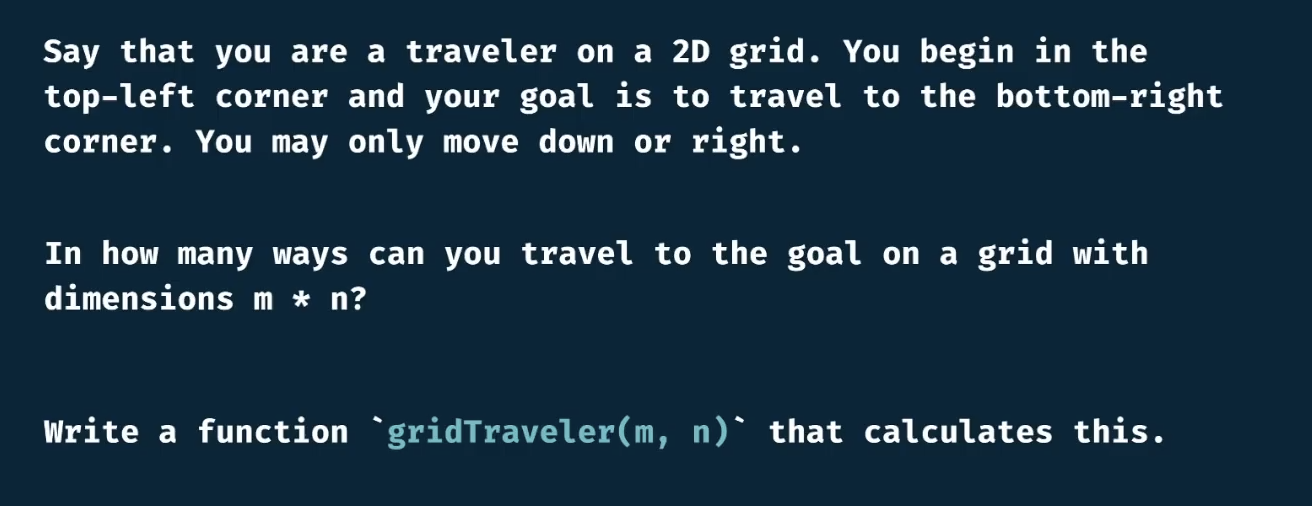 Say that you are a traveler on a 2D grid. You begin in the
top-left corner and your goal is to travel to the bottom-right
corner. You may only move down or right.
In how many ways can you travel to the goal on a grid with
dimensions m * n?
Write a function `gridTraveler(m, n)` that calculates this.